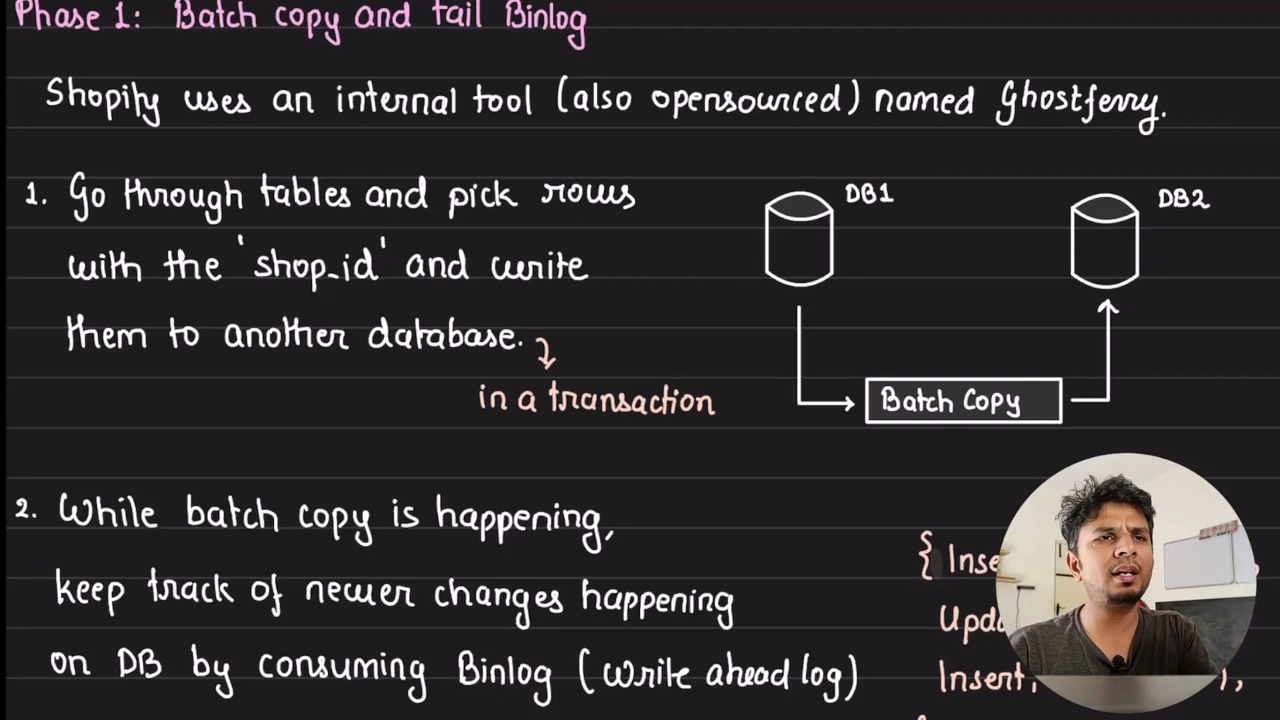 Phase 1: Batch copy and tail Binlog
Shopify uses an internal tool (also opensourced) named Ghostferry.
1. Go through tables and pick rows
with the 'shop_id' and write
them to another database.
in a transaction
DB1
DB2
Batch Copy
2. While batch copy is happening,
keep track of newer changes happening
on DB by consuming Binlog (write ahead log)
{
Insert,